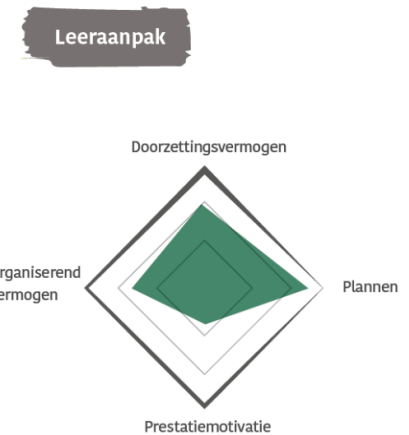 Leeraanpak
Doorzettingsvermogen
rganiserend
ermogen
Plannen
Prestatiemotivatie